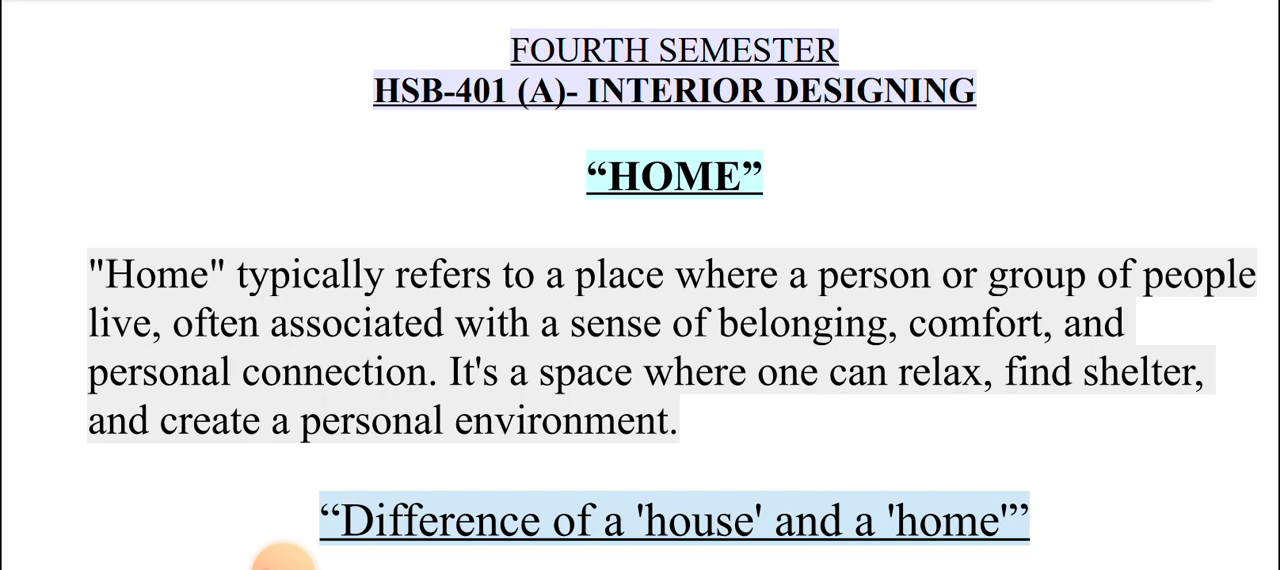 FOURTH SEMESTER
HSB-401 (A)- INTERIOR DESIGNING
“HOME”
"Home" typically refers to a place where a person or group of people
live, often associated with a sense of belonging, comfort, and
personal connection. It's a space where one can relax, find shelter,
and create a personal environment.
“Difference of a 'house' and a 'home'”